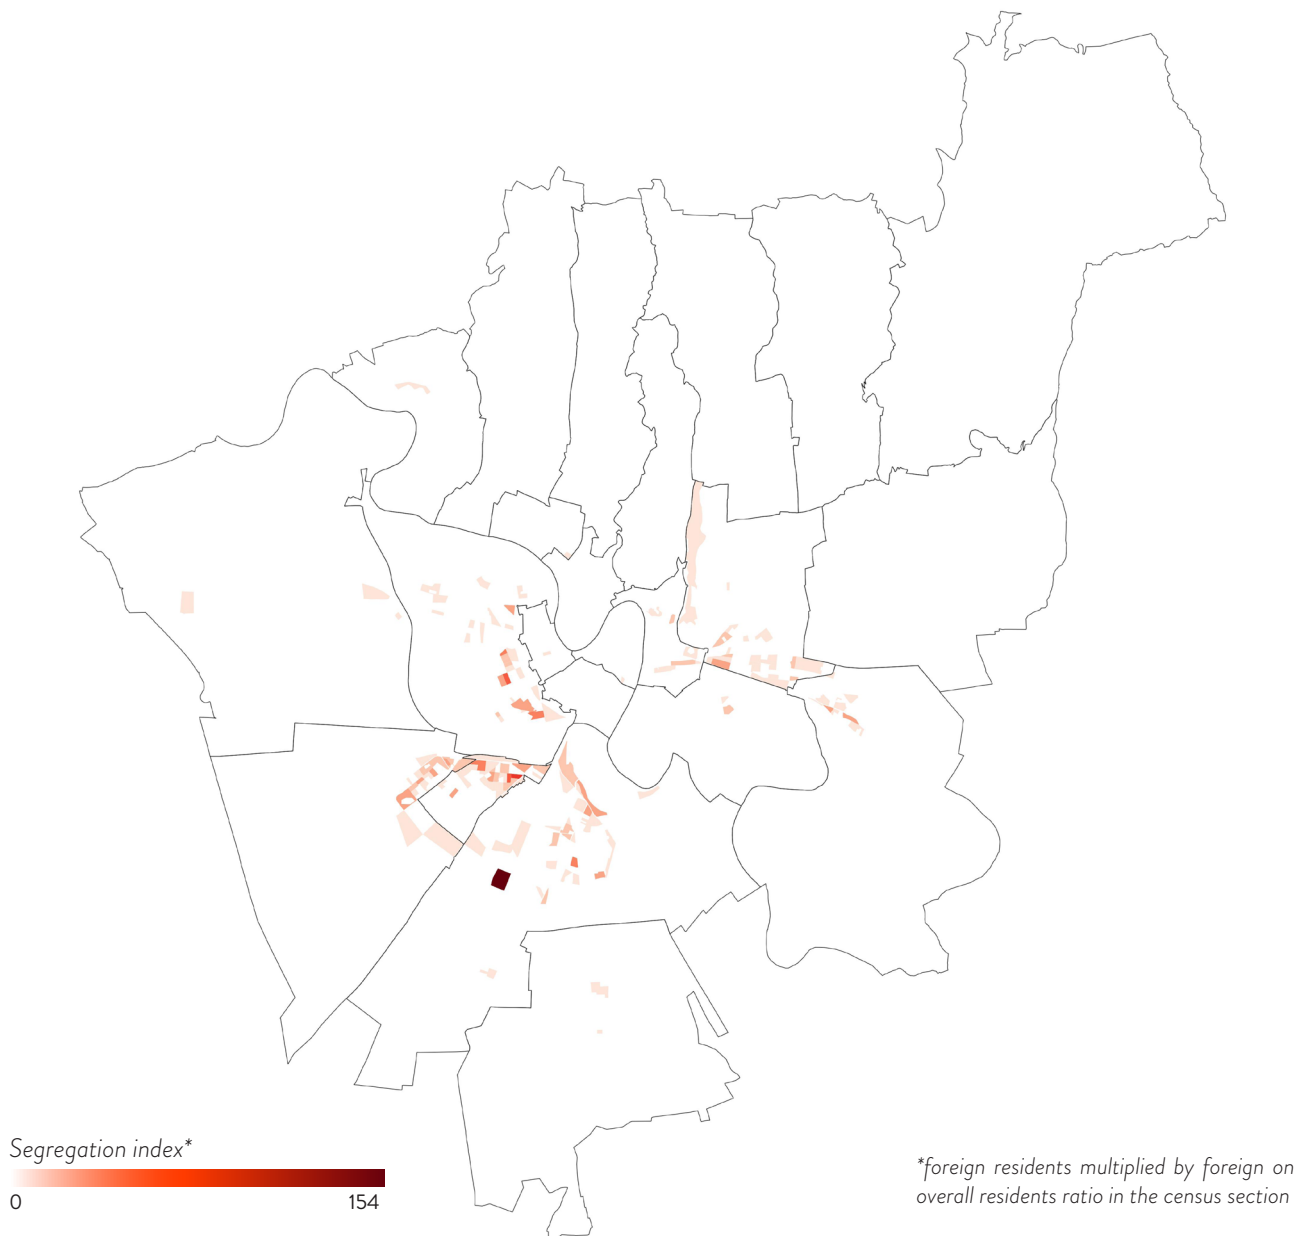 Segregation index*
0 154
*foreign residents multiplied by foreign on
overall residents ratio in the census section